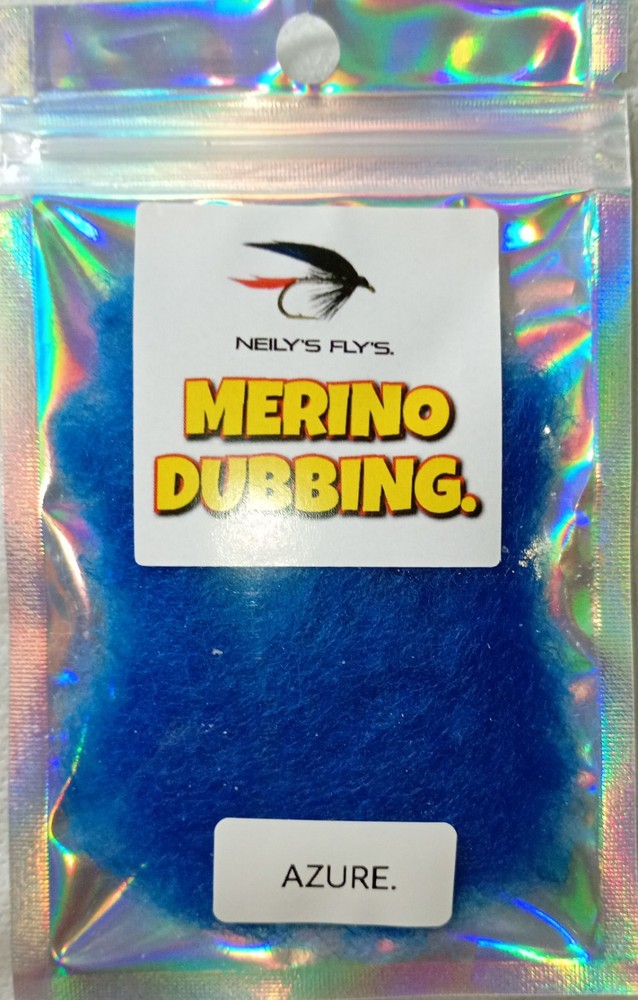 NEILY'S FLY'S.
MERINO
DUBBING.
AZURE.